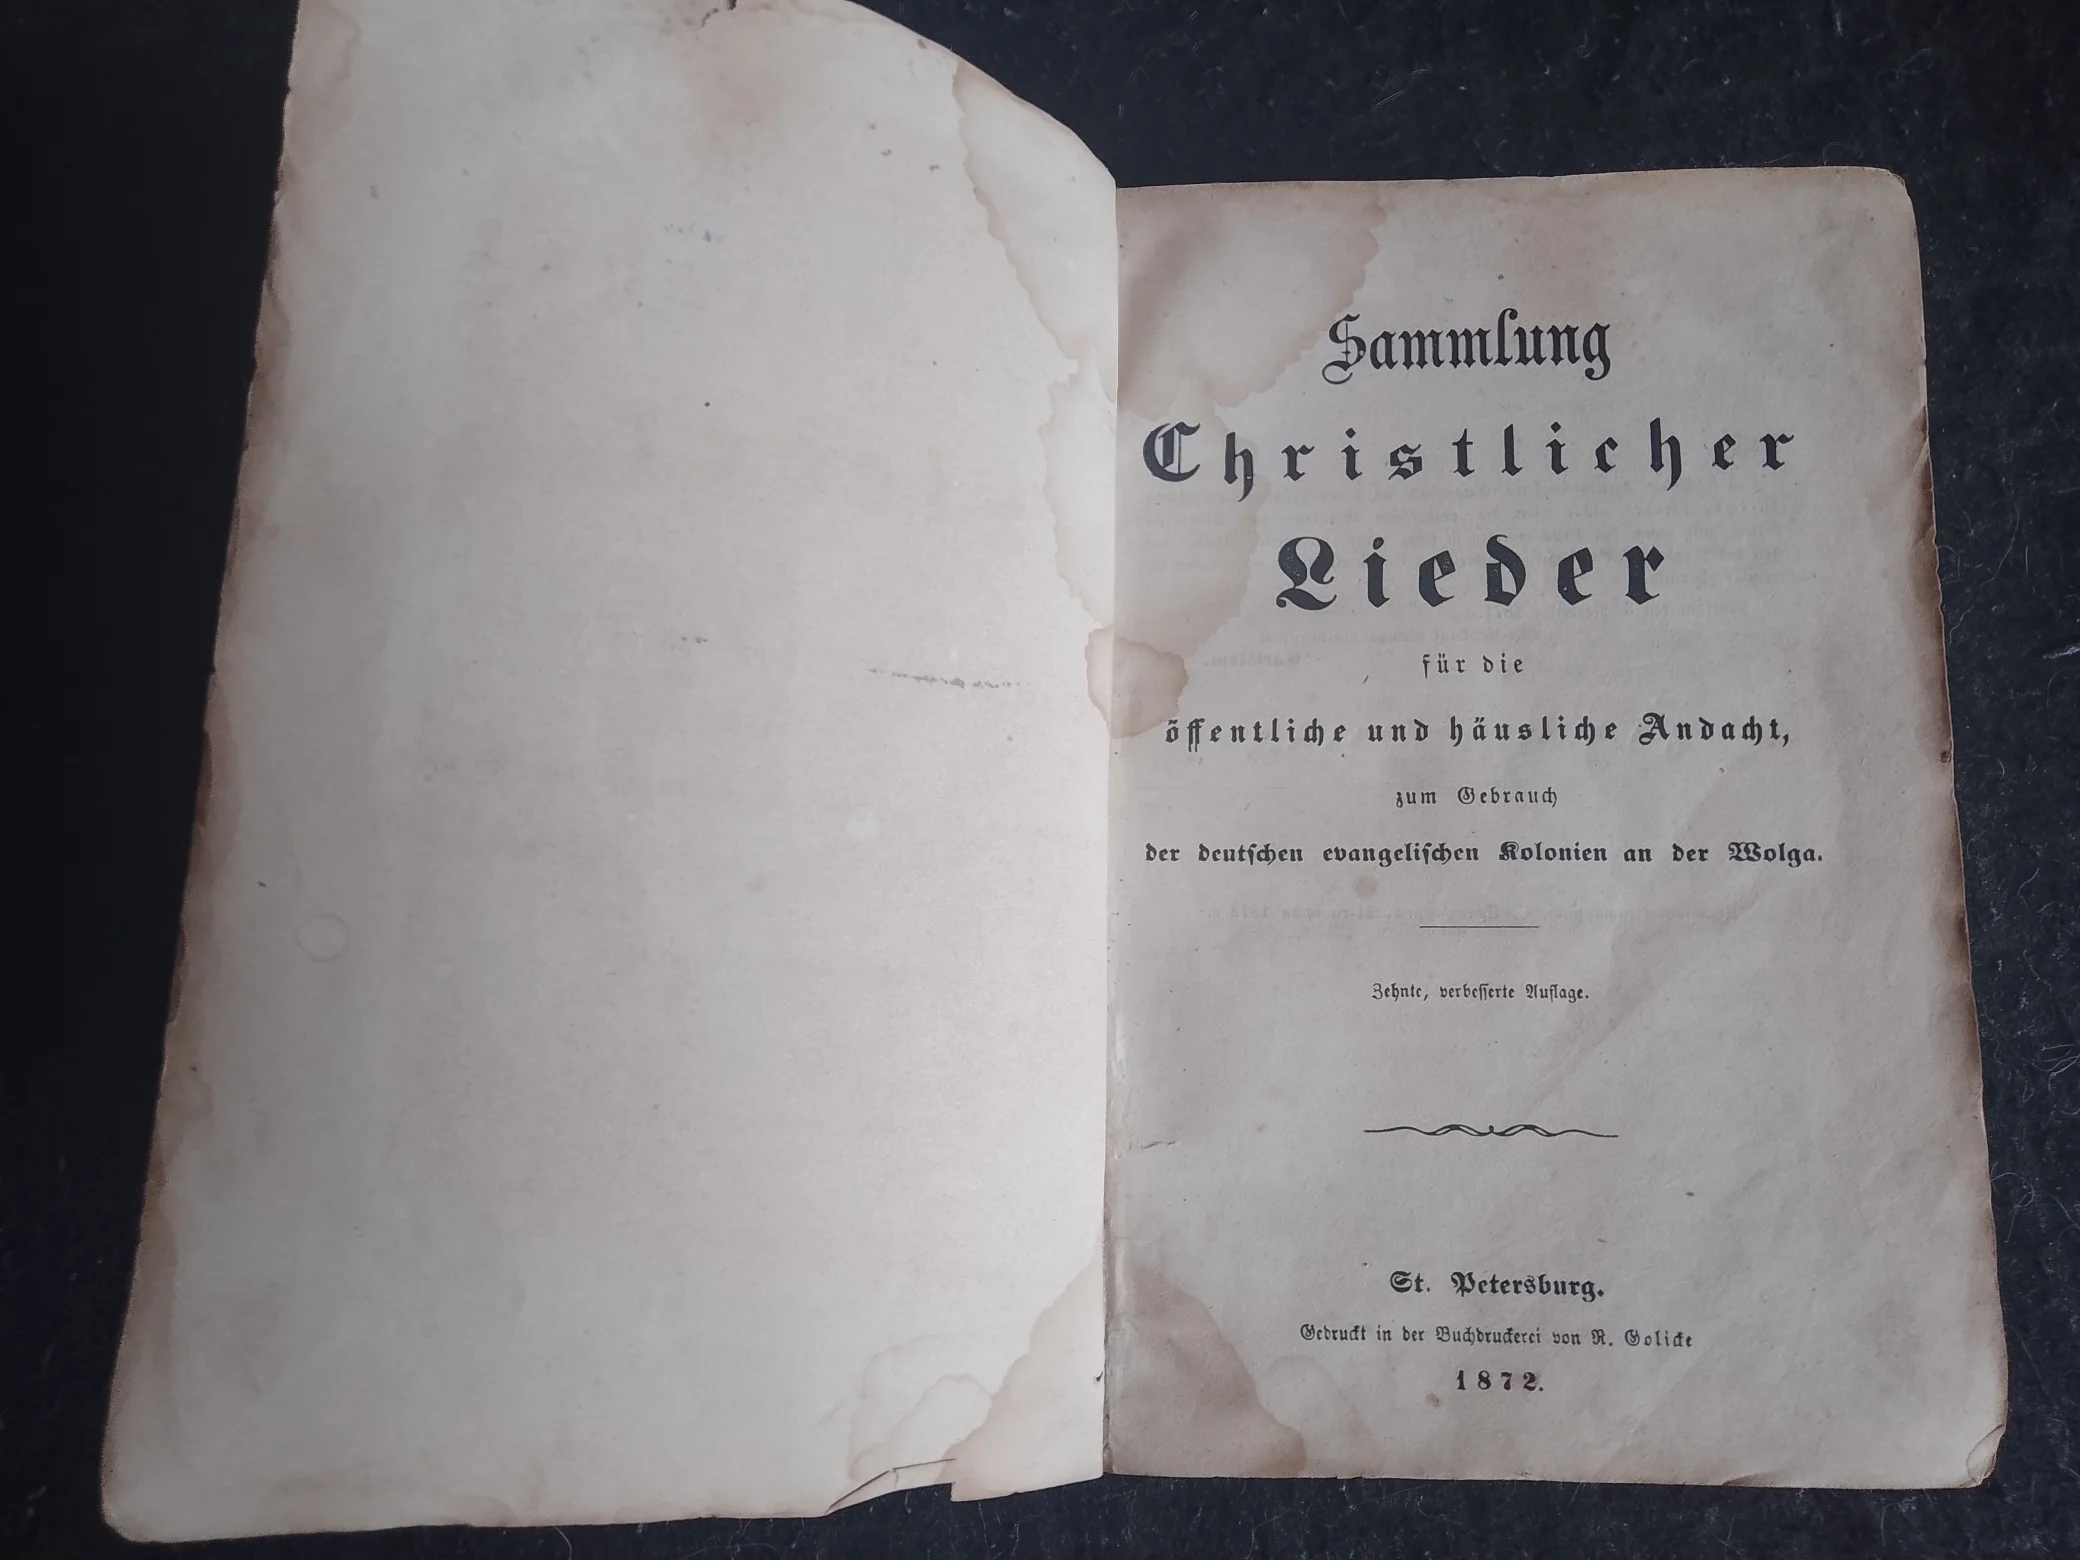 Sammlung
Christlicher
Lieder
für die
öffentliche und häusliche Andacht,
zum Gebrauch
der deutschen evangelischen Kolonien an der Wolga.
Zehnte, verbesserte Auflage.
St. Petersburg.
Gedruckt in der Buchdruckerei von R. Golicke
1872.